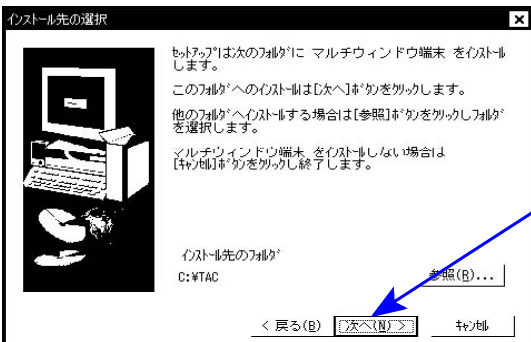 インストール先の選択
セットアップは次のフォルダに マルチウィンドウ端末 をインストール
します。
このフォルダへのインストールは[次へ]ボタンをクリックします。
他のフォルダへインストールする場合は[参照]ボタンをクリックしフォルダ
を選択します。
マルチウィンドウ端末 をインストールしない場合は
[キャンセル]ボタンをクリックし終了します。
インストール先のフォルダ
C:¥TAC
参照(R)...
< 戻る(B)
次へ(N) >
キャンセル